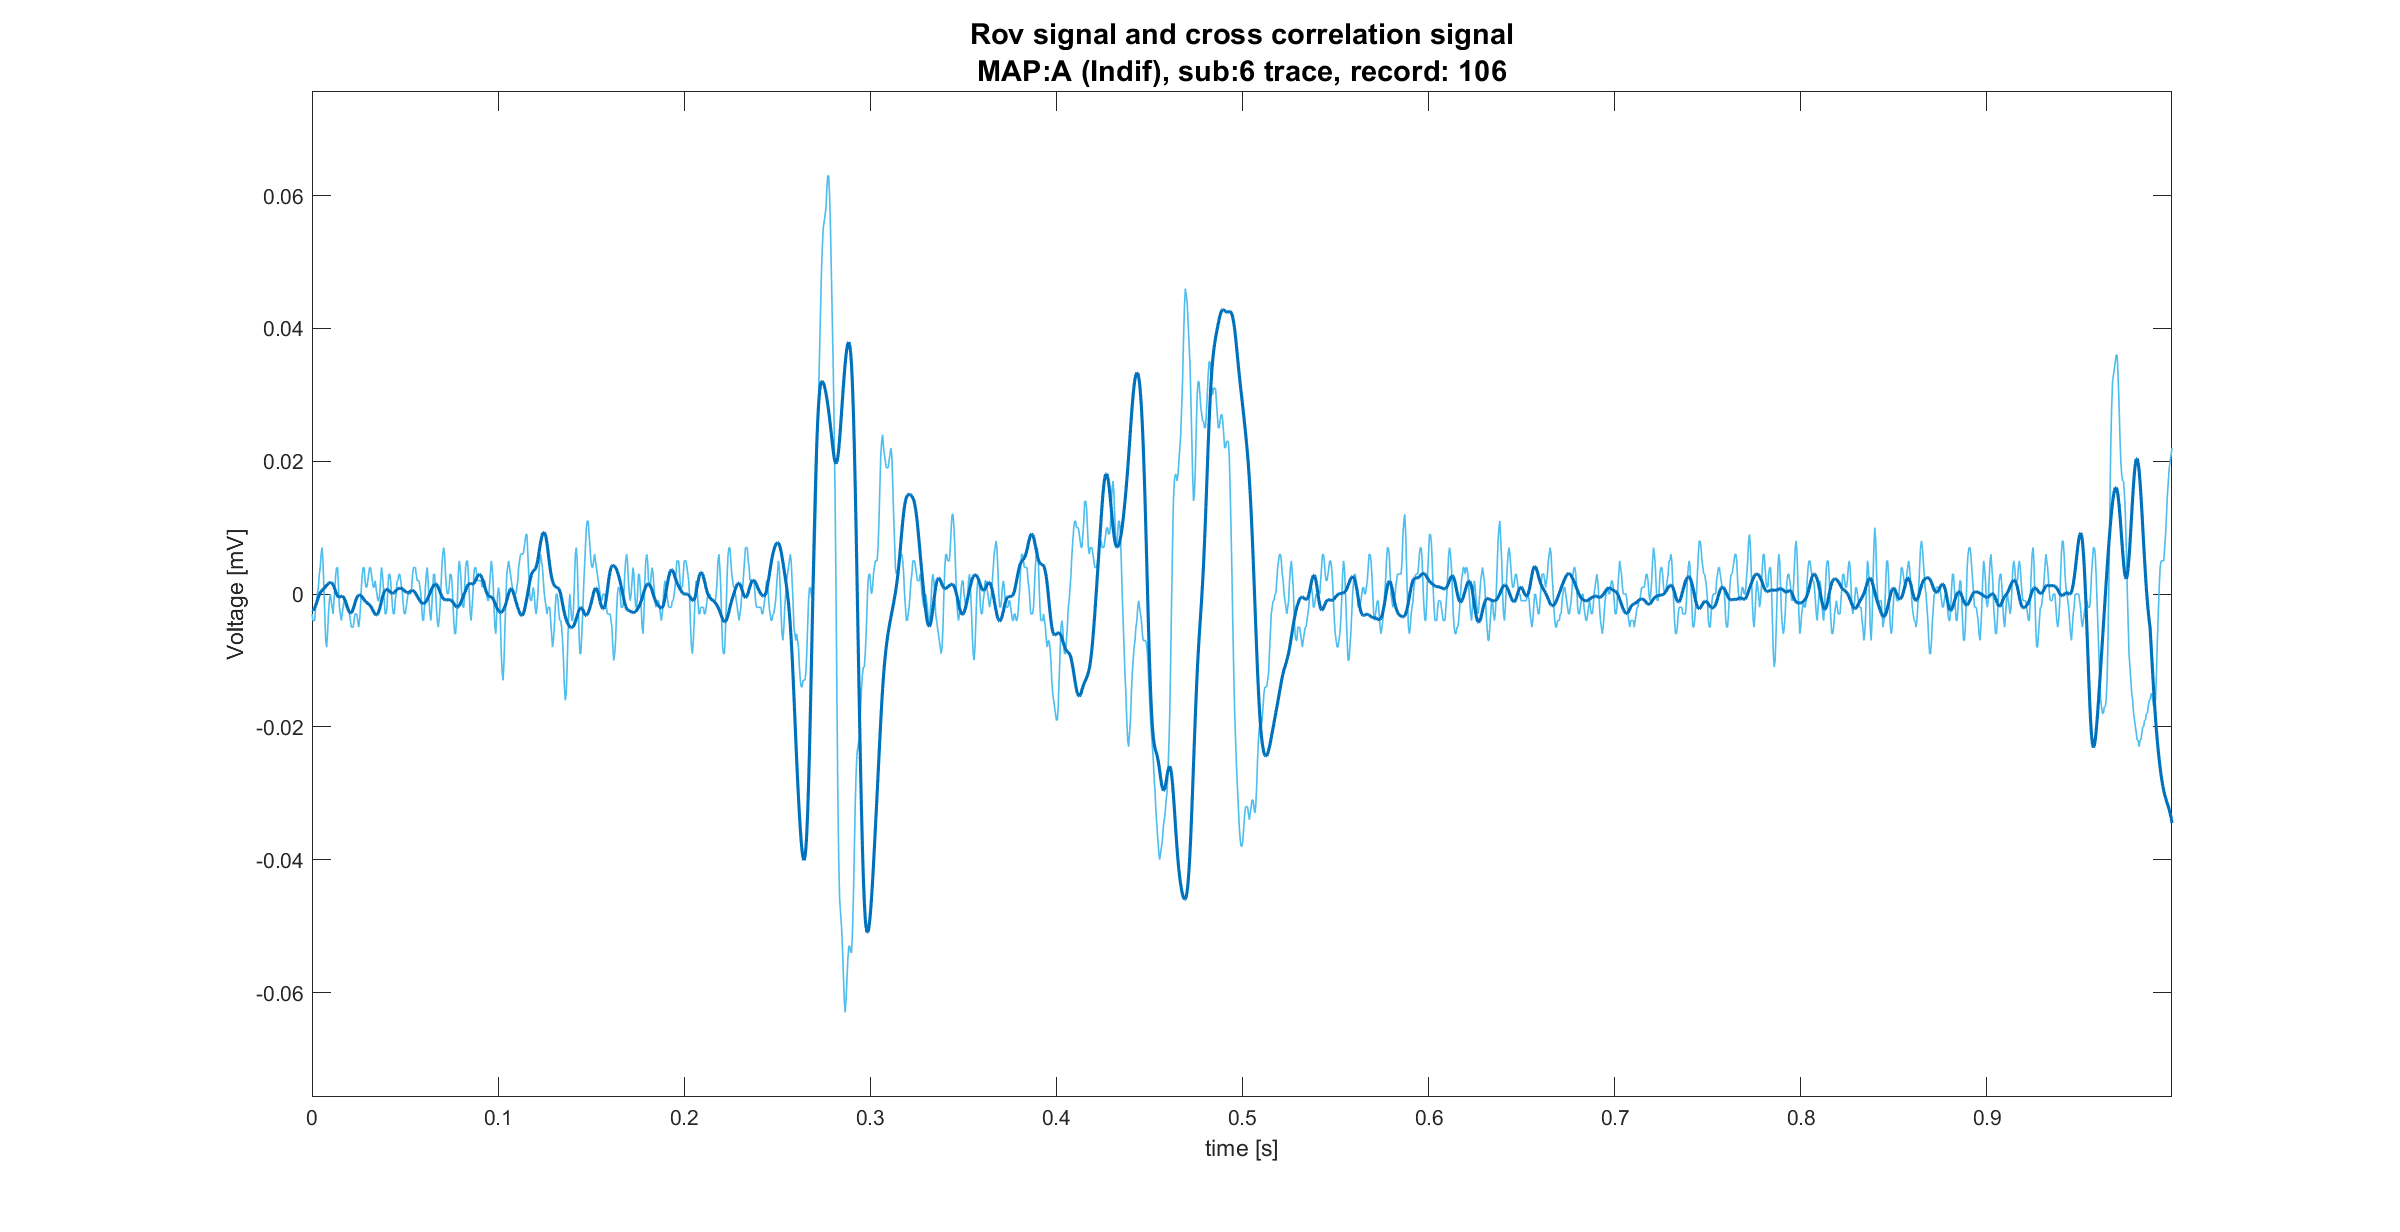 Rov signal and cross correlation signal
MAP:A (Indif), sub:6 trace, record: 106
Voltage [mV]
0.06
0.04
0.02
0
-0.02
-0.04
-0.06
0 0.1 0.2 0.3 0.4 0.5 0.6 0.7 0.8 0.9
time [s]